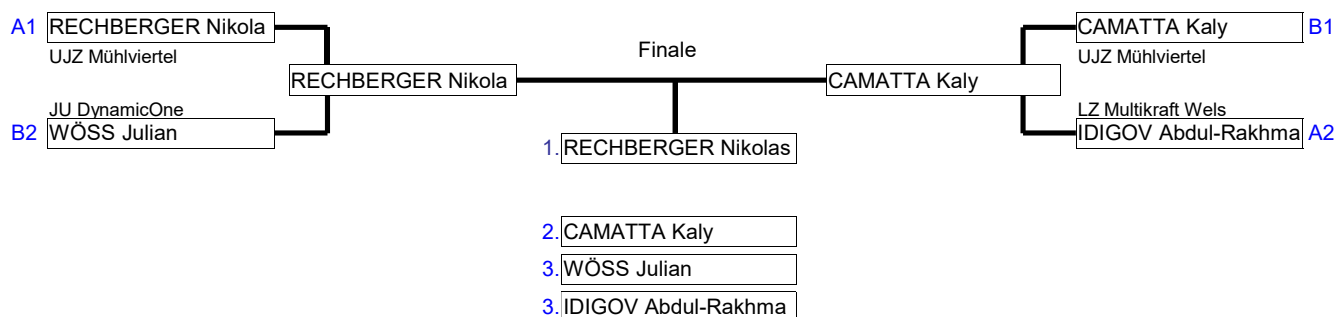 A1 RECHBERGER Nikola
UJZ Mühlviertel
RECHBERGER Nikola
JU DynamicOne
B2 WÖSS Julian
Finale
CAMATTA Kaly B1
UJZ Mühlviertel
CAMATTA Kaly
LZ Multikraft Wels
IDIGOV Abdul-Rakhma A2
1. RECHBERGER Nikolas
2. CAMATTA Kaly
3. WÖSS Julian
3. IDIGOV Abdul-Rakhma